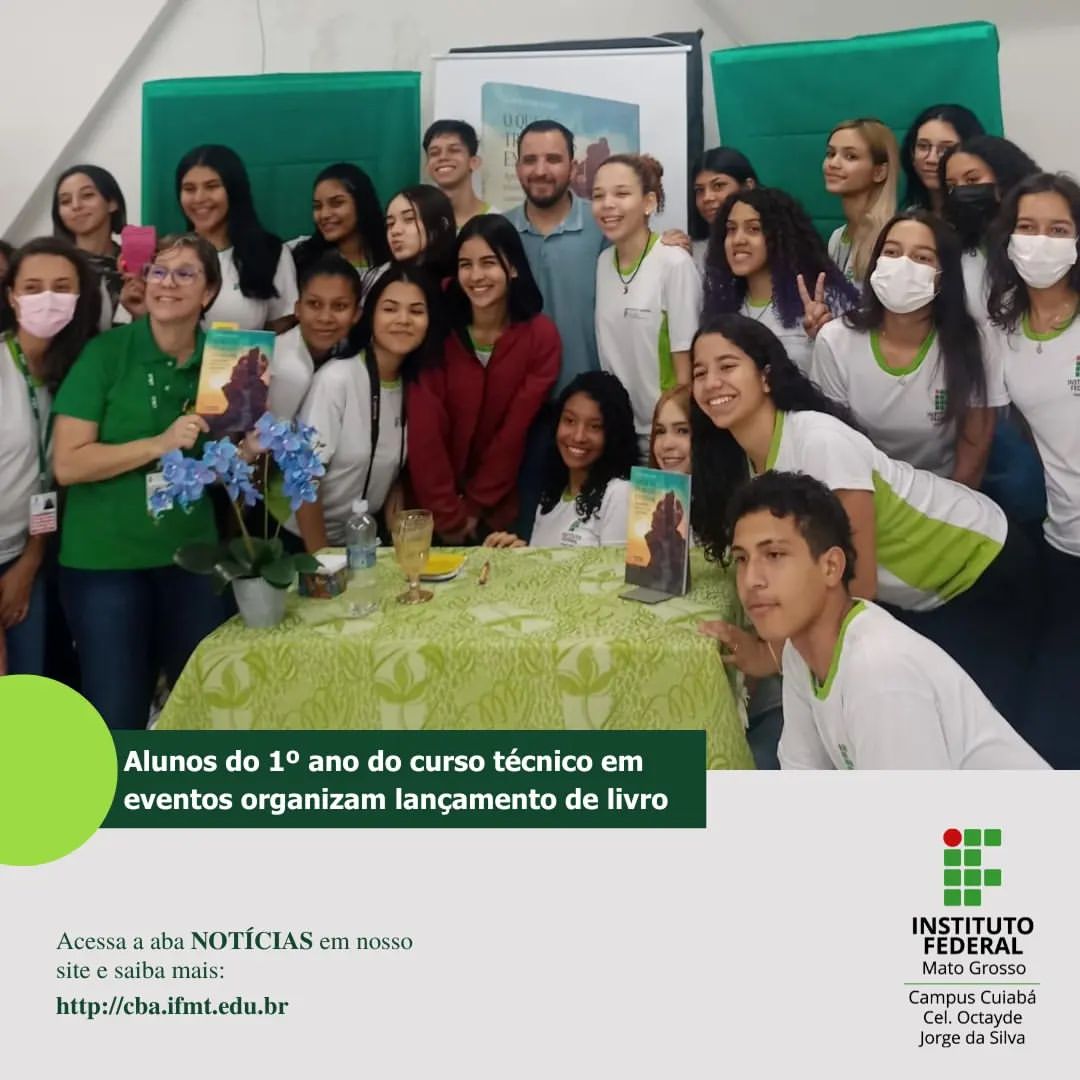 O QUE
Alunos do 1º ano do curso técnico em
eventos organizam lançamento de livro
Acessa a aba NOTÍCIAS em nosso
site e saiba mais:
http://cba.ifmt.edu.br
INSTITUTO
FEDERAL
Mato Grosso
Campus Cuiabá
Cel. Octayde
Jorge da Silva